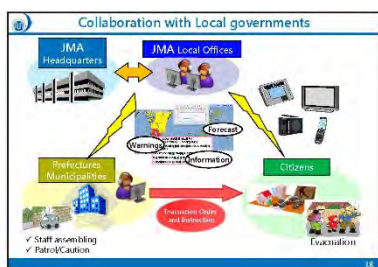 Collaboration with Local governments
JMA
Headquarters
JMA Local Offices
Forecast
Warnings
Information
Prefectures
Municipalities
Citizens
Evacuation Order
and Instruction
✓ Staff assembling
✓ Patrol/Caution
Evacuation
18